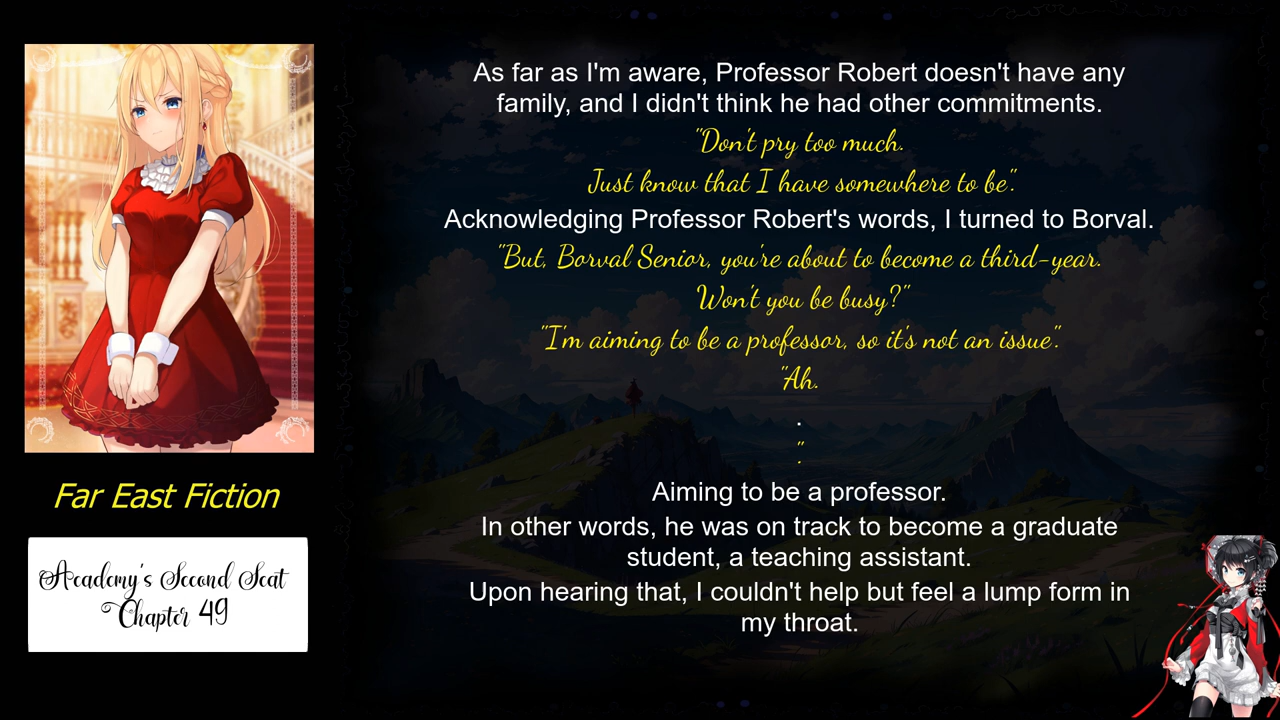 As far as I'm aware, Professor Robert doesn't have any
family, and I didn't think he had other commitments.
"Don't pry too much.
Just know that I have somewhere to be".
Acknowledging Professor Robert's words, I turned to Borval.
"But, Borval Senior, you're about to become a third-year.
Won't you be busy?"
"I'm aiming to be a professor, so it's not an issue".
"Ah.
.
".
Aiming to be a professor.
In other words, he was on track to become a graduate
student, a teaching assistant.
Upon hearing that, I couldn't help but feel a lump form in
my throat.
Far East Fiction
Academy's Second Seat
Chapter 49